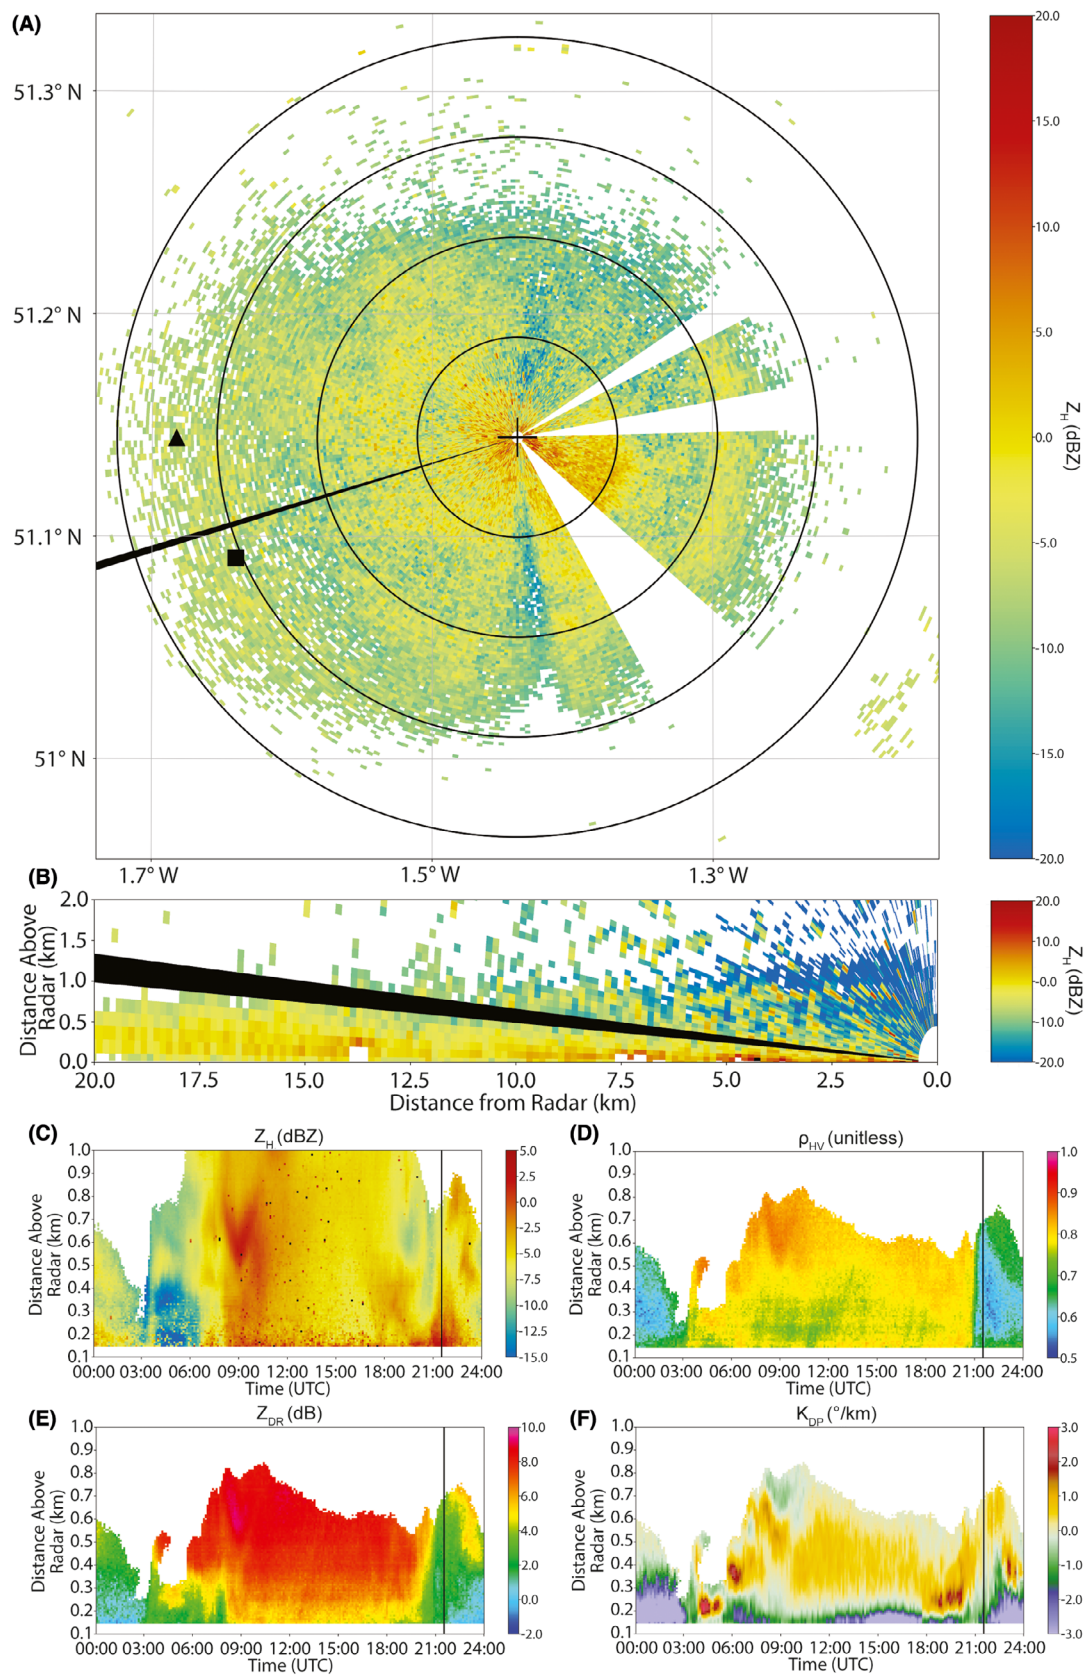 (A)
51.3° N
51.2° N
51.1° N
51° N
1.7° W
1.5° W
1.3° W
20.0
15.0
10.0
5.0
0.0
-5.0
-10.0
-15.0
-20.0
Z_H (dBZ)
(B)
Distance Above
Radar (km)
2.0
1.5
1.0
0.5
0.0
20.0 17.5 15.0 12.5 10.0 7.5 5.0 2.5 0.0
Distance from Radar (km)
20.0
10.0
-0.0
-10.0
-20.0
Z_H (dBZ)
(C)
Z_H (dBZ)
Distance Above
Radar (km)
1.0
0.9
0.8
0.7
0.6
0.5
0.4
0.3
0.2
0.1
00:00 03:00 06:00 09:00 12:00 15:00 18:00 21:00 24:00
Time (UTC)
5.0
2.5
-0.0
-2.5
-5.0
-7.5
-10.0
-12.5
-15.0
(D)
ρ_HV (unitless)
Distance Above
Radar (km)
1.0
0.9
0.8
0.7
0.6
0.5
0.4
0.3
0.2
0.1
00:00 03:00 06:00 09:00 12:00 15:00 18:00 21:00 24:00
Time (UTC)
1.0
0.9
0.8
0.7
0.6
0.5
(E)
Z_DR (dB)
Distance Above
Radar (km)
1.0
0.9
0.8
0.7
0.6
0.5
0.4
0.3
0.2
0.1
00:00 03:00 06:00 09:00 12:00 15:00 18:00 21:00 24:00
Time (UTC)
10.0
8.0
6.0
4.0
2.0
0.0
-2.0
(F)
K_DP (°/km)
Distance Above
Radar (km)
1.0
0.9
0.8
0.7
0.6
0.5
0.4
0.3
0.2
0.1
00:00 03:00 06:00 09:00 12:00 15:00 18:00 21:00 24:00
Time (UTC)
3.0
2.0
1.0
0.0
-1.0
-2.0
-3.0